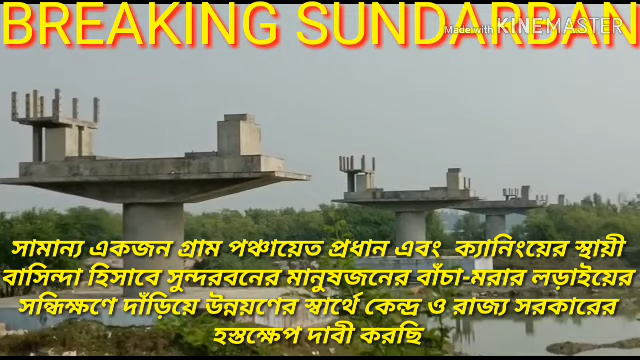 BREAKING SUNDARBAN
Made with KINEMASTER
সামান্য একজন গ্রাম পঞ্চায়েত প্রধান এবং ক্যানিংয়ের স্থায়ী
বাসিন্দা হিসাবে সুন্দরবনের মানুষজনের বাঁচা-মরার লড়াইয়ের
সন্ধিক্ষণে দাঁড়িয়ে উন্নয়ণের স্বার্থে কেন্দ্র ও রাজ্য সরকারের
হস্তক্ষেপ দাবী করছি